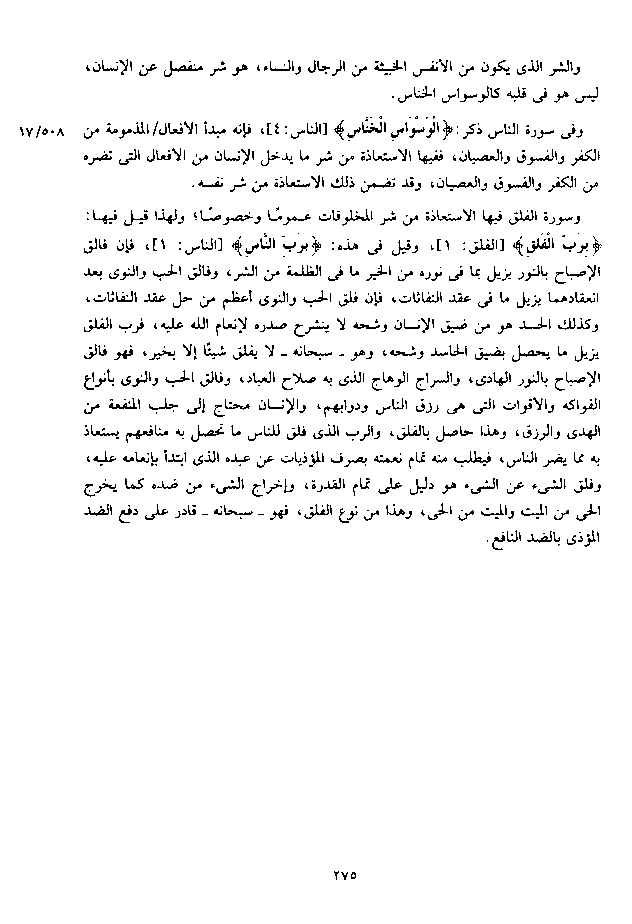 والشر الذى يكون من الأنفس الخبيثة من الرجال والنساء، هو شر منفصل عن الإنسان،
ليس هو فى قلبه كالوسواس الخناس.
١٧/٥٠٨ وفى سورة الناس ذكر: ﴿الْوَسْوَاسِ الْخَنَّاسِ﴾ [الناس: ٤]، فإنه مبدأ الأفعال/المذمومة من
الكفر والفسوق والعصيان، ففيها الاستعاذة من شر ما يدخل الإنسان من الأفعال التى تضره
من الكفر والفسوق والعصيان، وقد تضمن ذلك الاستعاذة من شر نفسه.
وسورة الفلق فيها الاستعاذة من شر المخلوقات عمومًا وخصوصًا؛ ولهذا قيل فيها:
﴿بِرَبِّ الْفَلَقِ﴾ [الفلق: ١]، وقيل فى هذه: ﴿بِرَبِّ النَّاسِ﴾ [الناس: ١]، فإن فالق
الإصباح بالنور يزيل بما فى نوره من الخير ما فى الظلمة من الشر، وفالق الحب والنوى بعد
انعقادهما يزيل ما فى عقد النفاثات، فإن فلق الحب والنوى أعظم من حل عقد النفاثات،
وكذلك الحسد هو من ضيق الإنسان وشحه لا ينشرح صدره لإنعام الله عليه، فرب الفلق
يزيل ما يحصل بضيق الحاسد وشحه، وهو ـ سبحانه ـ لا يفلق شيئًا إلا بخير، فهو فالق
الإصباح بالنور الهادى، والسراج الوهاج الذى به صلاح العباد، وفالق الحب والنوى بأنواع
الفواكه والأقوات التى هى رزق الناس ودوابهم، والإنسان محتاج إلى جلب المنفعة من
الهدى والرزق، وهذا حاصل بالفلق، والرب الذى فلق للناس ما تحصل به منافعهم يستعاذ
به مما يضر الناس، فيطلب منه تمام نعمته بصرف المؤذيات عن عبده الذى ابتدأ بإنعامه عليه،
وفلق الشىء عن الشىء هو دليل على تمام القدرة، وإخراج الشىء من ضده كما يخرج
الحى من الميت والميت من الحى، وهذا من نوع الفلق، فهو ـ سبحانه ـ قادر على دفع الضد
المؤذى بالضد النافع.
٢٧٥